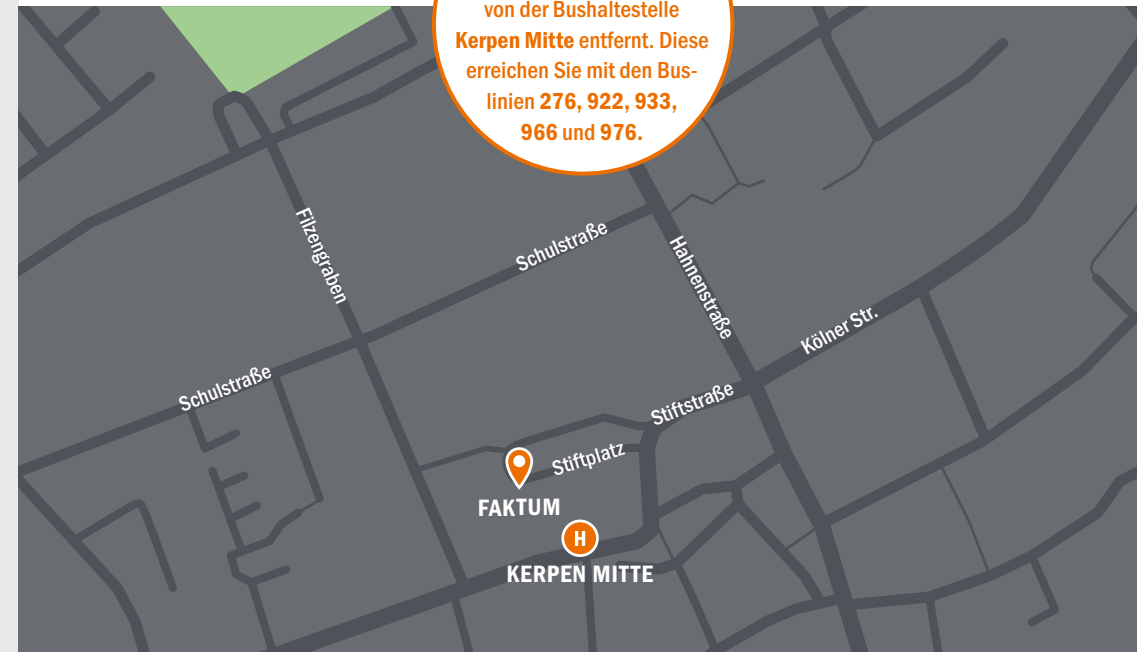 von der Bushaltestelle
Kerpen Mitte entfernt. Diese
erreichen Sie mit den Bus-
linien 276, 922, 933,
966 und 976.
Filzengraben
Schulstraße
Hahnenstraße
Kölner Str.
Schulstraße
Stiftstraße
Stiftplatz
FAKTUM
H
KERPEN MITTE